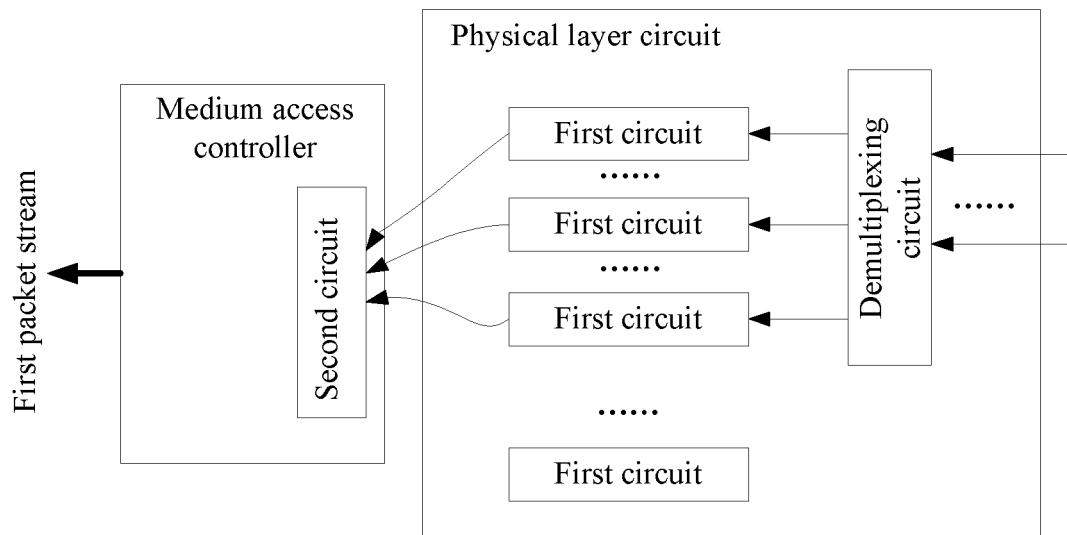 Physical layer circuit
Medium access
controller
First circuit
......
First circuit
......
First circuit
......
First circuit
Second circuit
Demultiplexing
circuit
......
First packet stream